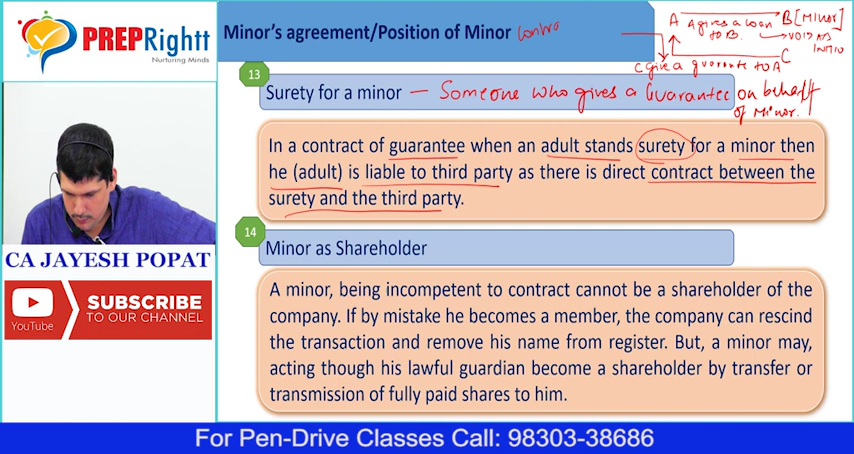 PREPRightt
Nurturing Minds
Minor's agreement/Position of Minor Contd
A A gives a loan to B. B [Minor]
→ VOID AB INITIO
C give a guarantee to A C
13
Surety for a minor – Someone who gives a Guarantee on behalf of Minor.
In a contract of guarantee when an adult stands surety for a minor then
he (adult) is liable to third party as there is direct contract between the
surety and the third party.
14
Minor as Shareholder
A minor, being incompetent to contract cannot be a shareholder of the
company. If by mistake he becomes a member, the company can rescind
the transaction and remove his name from register. But, a minor may,
acting though his lawful guardian become a shareholder by transfer or
transmission of fully paid shares to him.
CA JAYESH POPAT
YouTube
SUBSCRIBE
TO OUR CHANNEL
For Pen-Drive Classes Call: 98303-38686